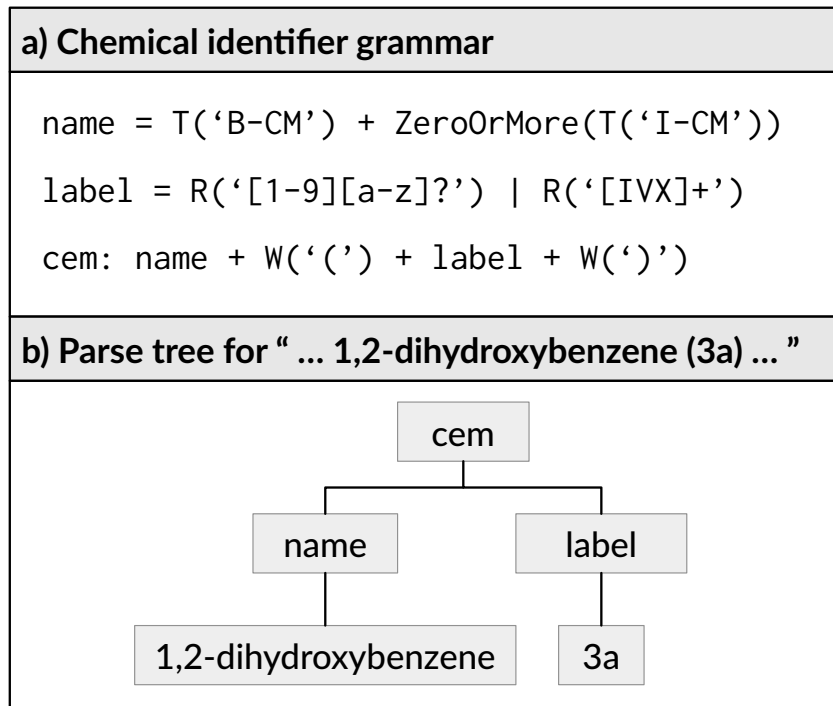 a) Chemical identifier grammar
name = T(‘B-CM’) + ZeroOrMore(T(‘I-CM’))
label = R(‘[1-9][a-z]?’) | R(‘[IVX]+’)
cem: name + W(‘(’) + label + W(‘)’)
b) Parse tree for “ ... 1,2-dihydroxybenzene (3a) ... ”
cem
name label
1,2-dihydroxybenzene 3a